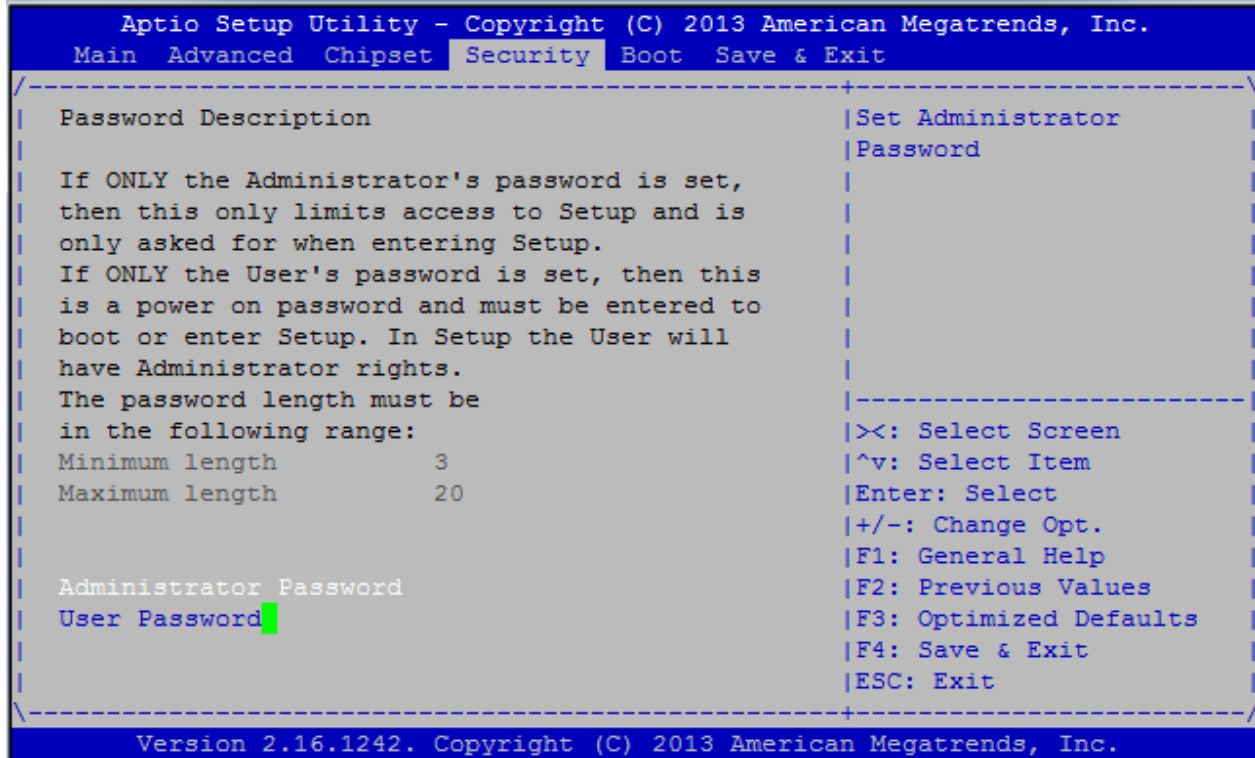 Aptio Setup Utility - Copyright (C) 2013 American Megatrends, Inc.
Main Advanced Chipset Security Boot Save & Exit
Password Description
If ONLY the Administrator's password is set,
then this only limits access to Setup and is
only asked for when entering Setup.
If ONLY the User's password is set, then this
is a power on password and must be entered to
boot or enter Setup. In Setup the User will
have Administrator rights.
The password length must be
in the following range:
Minimum length 3
Maximum length 20
Administrator Password
User Password
Set Administrator
Password
><: Select Screen
^v: Select Item
Enter: Select
+/-: Change Opt.
F1: General Help
F2: Previous Values
F3: Optimized Defaults
F4: Save & Exit
ESC: Exit
Version 2.16.1242. Copyright (C) 2013 American Megatrends, Inc.